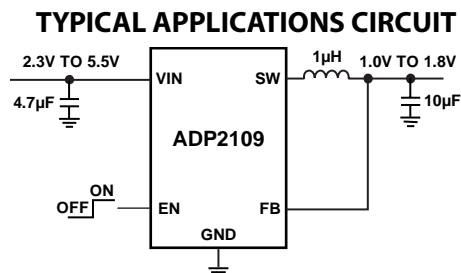 TYPICAL APPLICATIONS CIRCUIT
2.3V TO 5.5V
1µH
1.0V TO 1.8V
VIN
SW
4.7µF
10µF
ADP2109
ON
OFF
EN
FB
GND